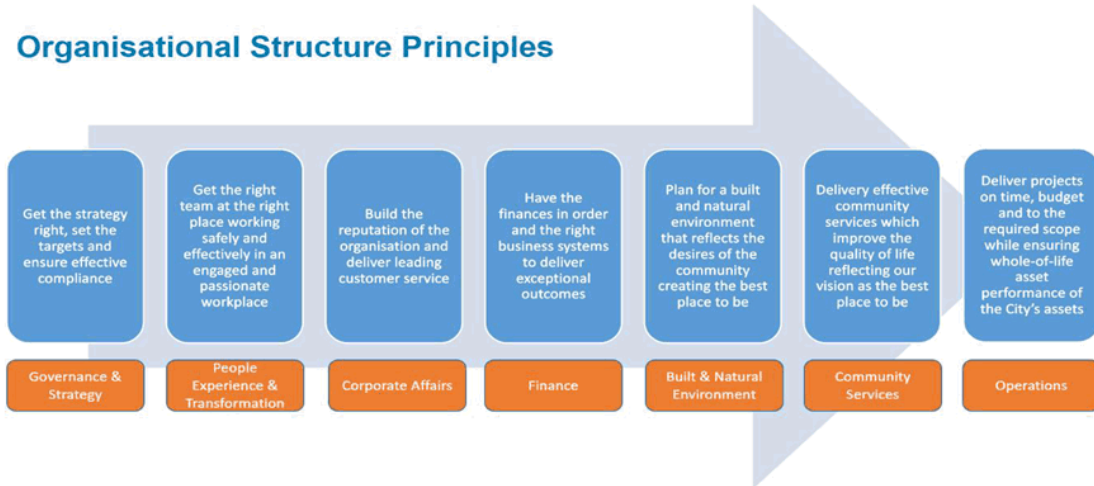 Organisational Structure Principles
Get the strategy
right, set the
targets and
ensure effective
compliance
Get the right
team at the right
place working
safely and
effectively in an
engaged and
passionate
workplace
Build the
reputation of the
organisation and
deliver leading
customer service
Have the
finances in order
and the right
business systems
to deliver
exceptional
outcomes
Plan for a built
and natural
environment
that reflects the
desires of the
community
creating the best
place to be
Delivery effective
community
services which
improve the
quality of life
reflecting our
vision as the best
place to be
Deliver projects
on time, budget
and to the
required scope
while ensuring
whole-of-life
asset
performance of
the City's assets
Governance &
Strategy
People
Experience &
Transformation
Corporate Affairs
Finance
Built & Natural
Environment
Community
Services
Operations